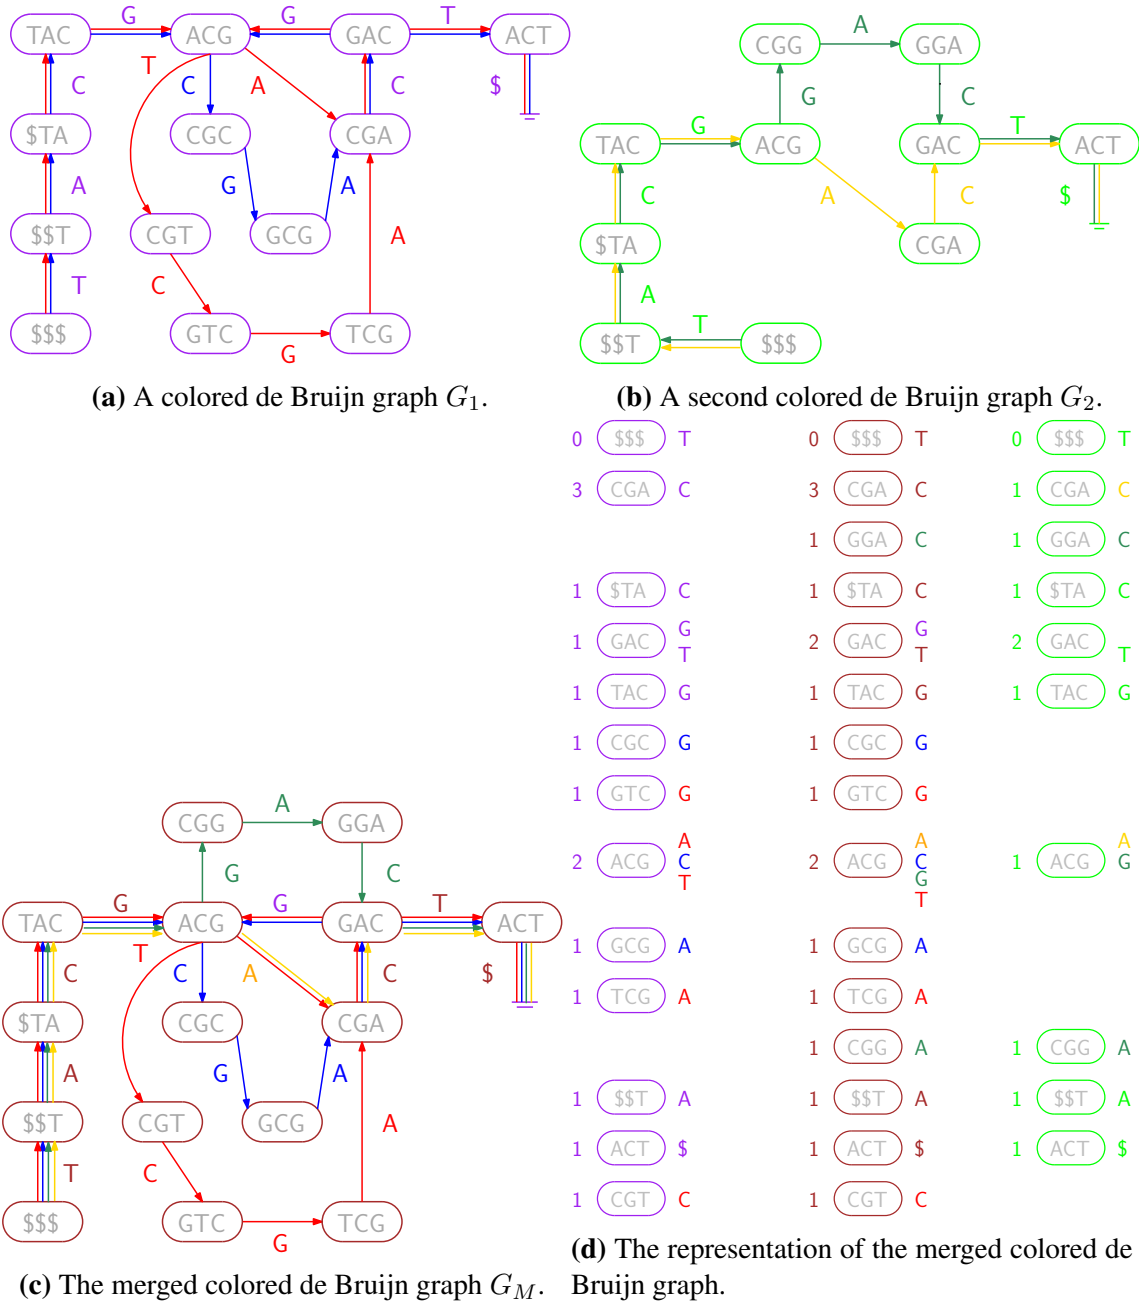 TAC G ACG G GAC T ACT
T C A C $
$TA C CGC CGA
G A
A
$$T CGT GCG A
T C
$$$ GTC G TCG
(a) A colored de Bruijn graph G1.
CGG A GGA
G C
TAC G ACG GAC T ACT
C A C $
$TA CGA
A
$$T T $$$
(b) A second colored de Bruijn graph G2.
CGG A GGA
G C
TAC G ACG G GAC T ACT
T
C C A C $
$TA CGC CGA
A G A
$$T CGT GCG A
T C
$$$ GTC G TCG
(c) The merged colored de Bruijn graph GM.
0 $$$ T 0 $$$ T 0 $$$ T
3 CGA C 3 CGA C 1 CGA C
1 GGA C 1 GGA C
1 $TA C 1 $TA C 1 $TA C
1 GAC G T 2 GAC G T 2 GAC T
1 TAC G 1 TAC G 1 TAC G
1 CGC G 1 CGC G
1 GTC G 1 GTC G
2 ACG A C T 2 ACG A C G T 1 ACG A G
1 GCG A 1 GCG A
1 TCG A 1 TCG A
1 CGG A 1 CGG A
1 $$T A 1 $$T A 1 $$T A
1 ACT $ 1 ACT $ 1 ACT $
1 CGT C 1 CGT C
(d) The representation of the merged colored de
Bruijn graph.